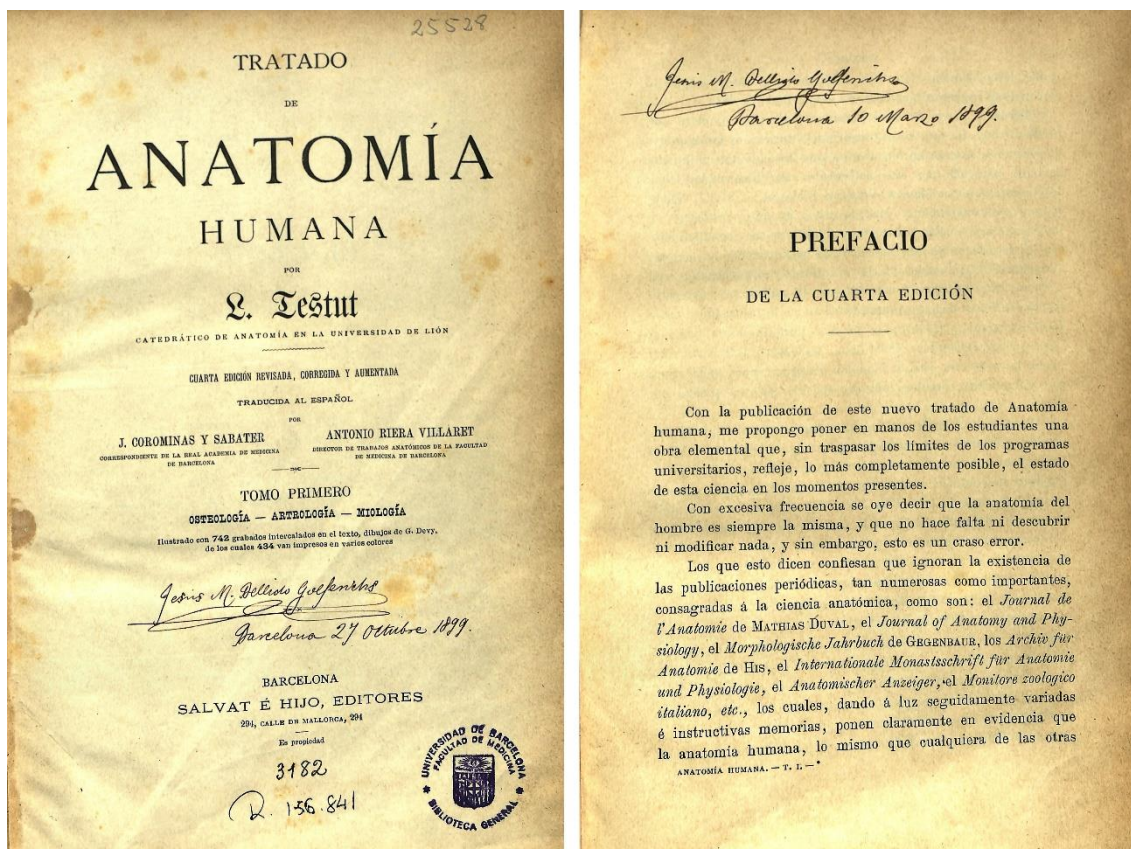 25528
TRATADO
DE
ANATOMÍA
HUMANA
POR
L. Testut
CATEDRÁTICO DE ANATOMÍA EN LA UNIVERSIDAD DE LIÓN
CUARTA EDICIÓN REVISADA, CORREGIDA Y AUMENTADA
TRADUCIDA AL ESPAÑOL
POR
J. COROMINAS Y SABATER
CORRESPONDIENTE DE LA REAL ACADEMIA DE MEDICINA
DE BARCELONA
ANTONIO RIERA VILLARET
DIRECTOR DE TRABAJOS ANATÓMICOS DE LA FACULTAD
DE MEDICINA DE BARCELONA
TOMO PRIMERO
OSTEOLOGÍA — ARTROLOGÍA — MIOLOGÍA
Ilustrado con 742 grabados intercalados en el texto, dibujos de G. Devy,
de los cuales 434 van impresos en varios colores
Jesús M. Bellido Golferichs
Barcelona 27 Octubre 1899.
BARCELONA
SALVAT É HIJO, EDITORES
294, CALLE DE MALLORCA, 294
Es propiedad
3182
R. 156.841
UNIVERSIDAD DE BARCELONA
FACULTAD DE MEDICINA
BIBLIOTECA GENERAL
Jesús M. Bellido Golferichs
Barcelona 10 Marzo 1899.
PREFACIO
DE LA CUARTA EDICIÓN
Con la publicación de este nuevo tratado de Anatomía
humana, me propongo poner en manos de los estudiantes una
obra elemental que, sin traspasar los límites de los programas
universitarios, refleje, lo más completamente posible, el estado
de esta ciencia en los momentos presentes.
Con excesiva frecuencia se oye decir que la anatomía del
hombre es siempre la misma, y que no hace falta ni descubrir
ni modificar nada, y sin embargo, esto es un craso error.
Los que esto dicen confiesan que ignoran la existencia de
las publicaciones periódicas, tan numerosas como importantes,
consagradas á la ciencia anatómica, como son: el Journal de
l'Anatomie de MATHIAS DUVAL, el Journal of Anatomy and Phy-
siology, el Morphologische Jahrbuch de GEGENBAUR, los Archiv für
Anatomie de HIS, el Internationale Monastsschrift für Anatomie
und Physiologie, el Anatomischer Anzeiger, el Monitore zoologico
italiano, etc., los cuales, dando á luz seguidamente variadas
é instructivas memorias, ponen claramente en evidencia que
la anatomía humana, lo mismo que cualquiera de las otras
ANATOMÍA HUMANA. — T. I. — *